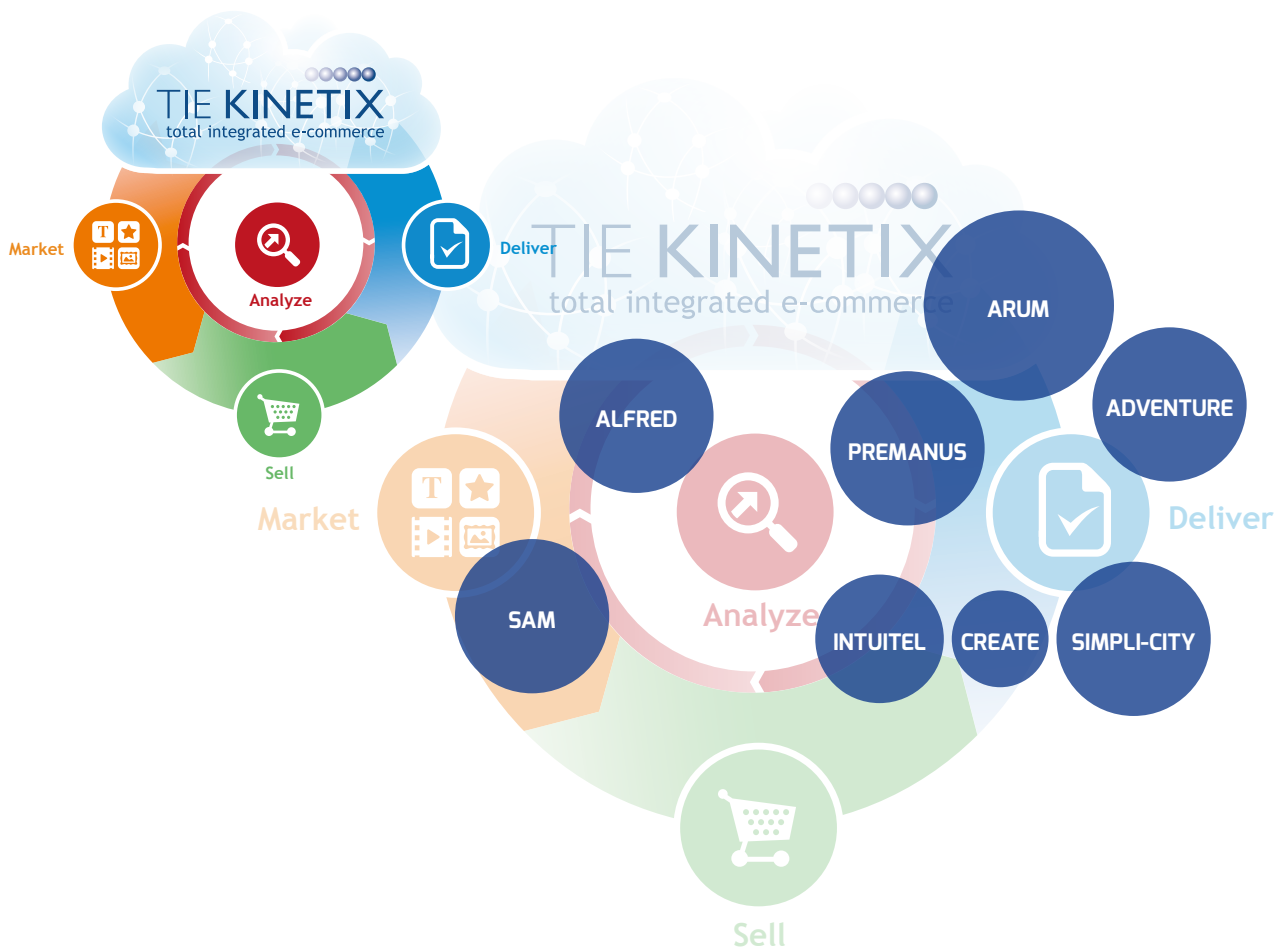 TIE KINETIX
total integrated e-commerce
Market
T
Analyze
Deliver
Sell
TIE KINETIX
total integrated e-commerce
ARUM
ADVENTURE
ALFRED
PREMANUS
T
Market
Deliver
Analyze
SAM
INTUITEL
CREATE
SIMPLI-CITY
Sell